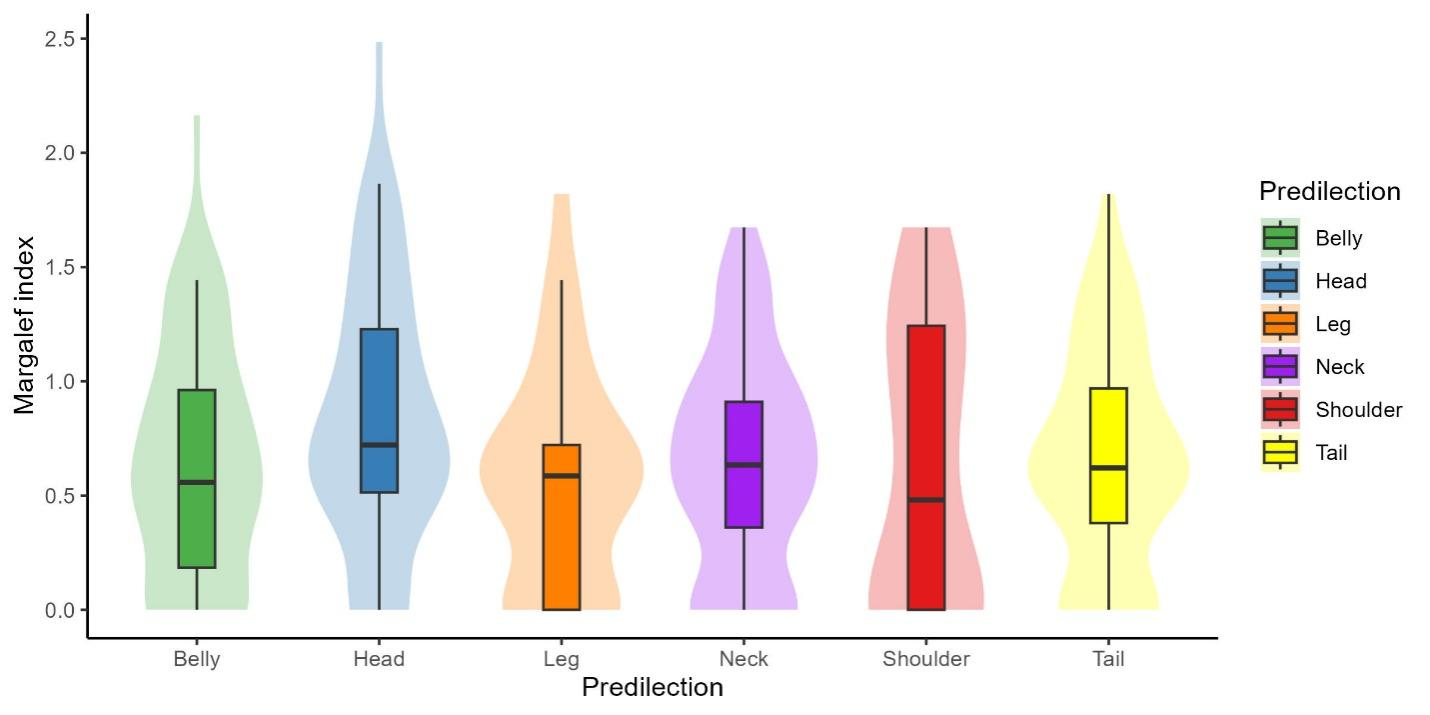 2.5
2.0
1.5
1.0
0.5
0.0
Margalef index
Belly Head Leg Neck Shoulder Tail
Predilection
Predilection
Belly
Head
Leg
Neck
Shoulder
Tail